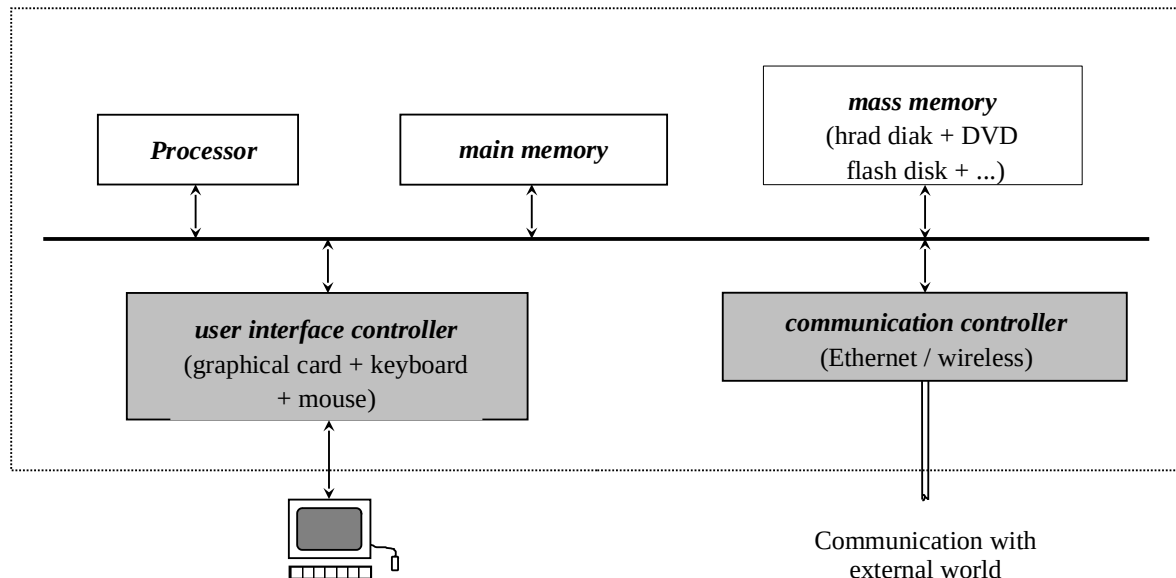 Processor
main memory
mass memory
(hrad diak + DVD
flash disk + ...)
user interface controller
(graphical card + keyboard
+ mouse)
communication controller
(Ethernet / wireless)
Communication with
external world